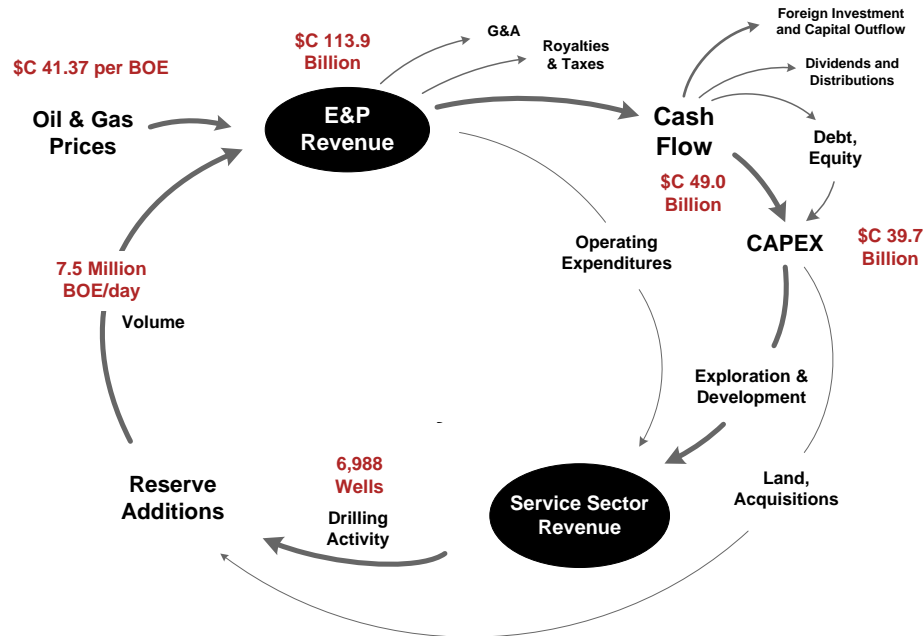 Foreign Investment
and Capital Outflow
G&A
$C 113.9
Billion
Royalties
& Taxes
$C 41.37 per BOE
Dividends and
Distributions
Oil & Gas
Prices
E&P
Revenue
Cash
Flow
Debt,
Equity
$C 49.0
Billion
CAPEX
$C 39.7
Billion
Operating
Expenditures
7.5 Million
BOE/day
Volume
Exploration &
Development
6,988
Wells
Reserve
Additions
Drilling
Activity
Service Sector
Revenue
Land,
Acquisitions